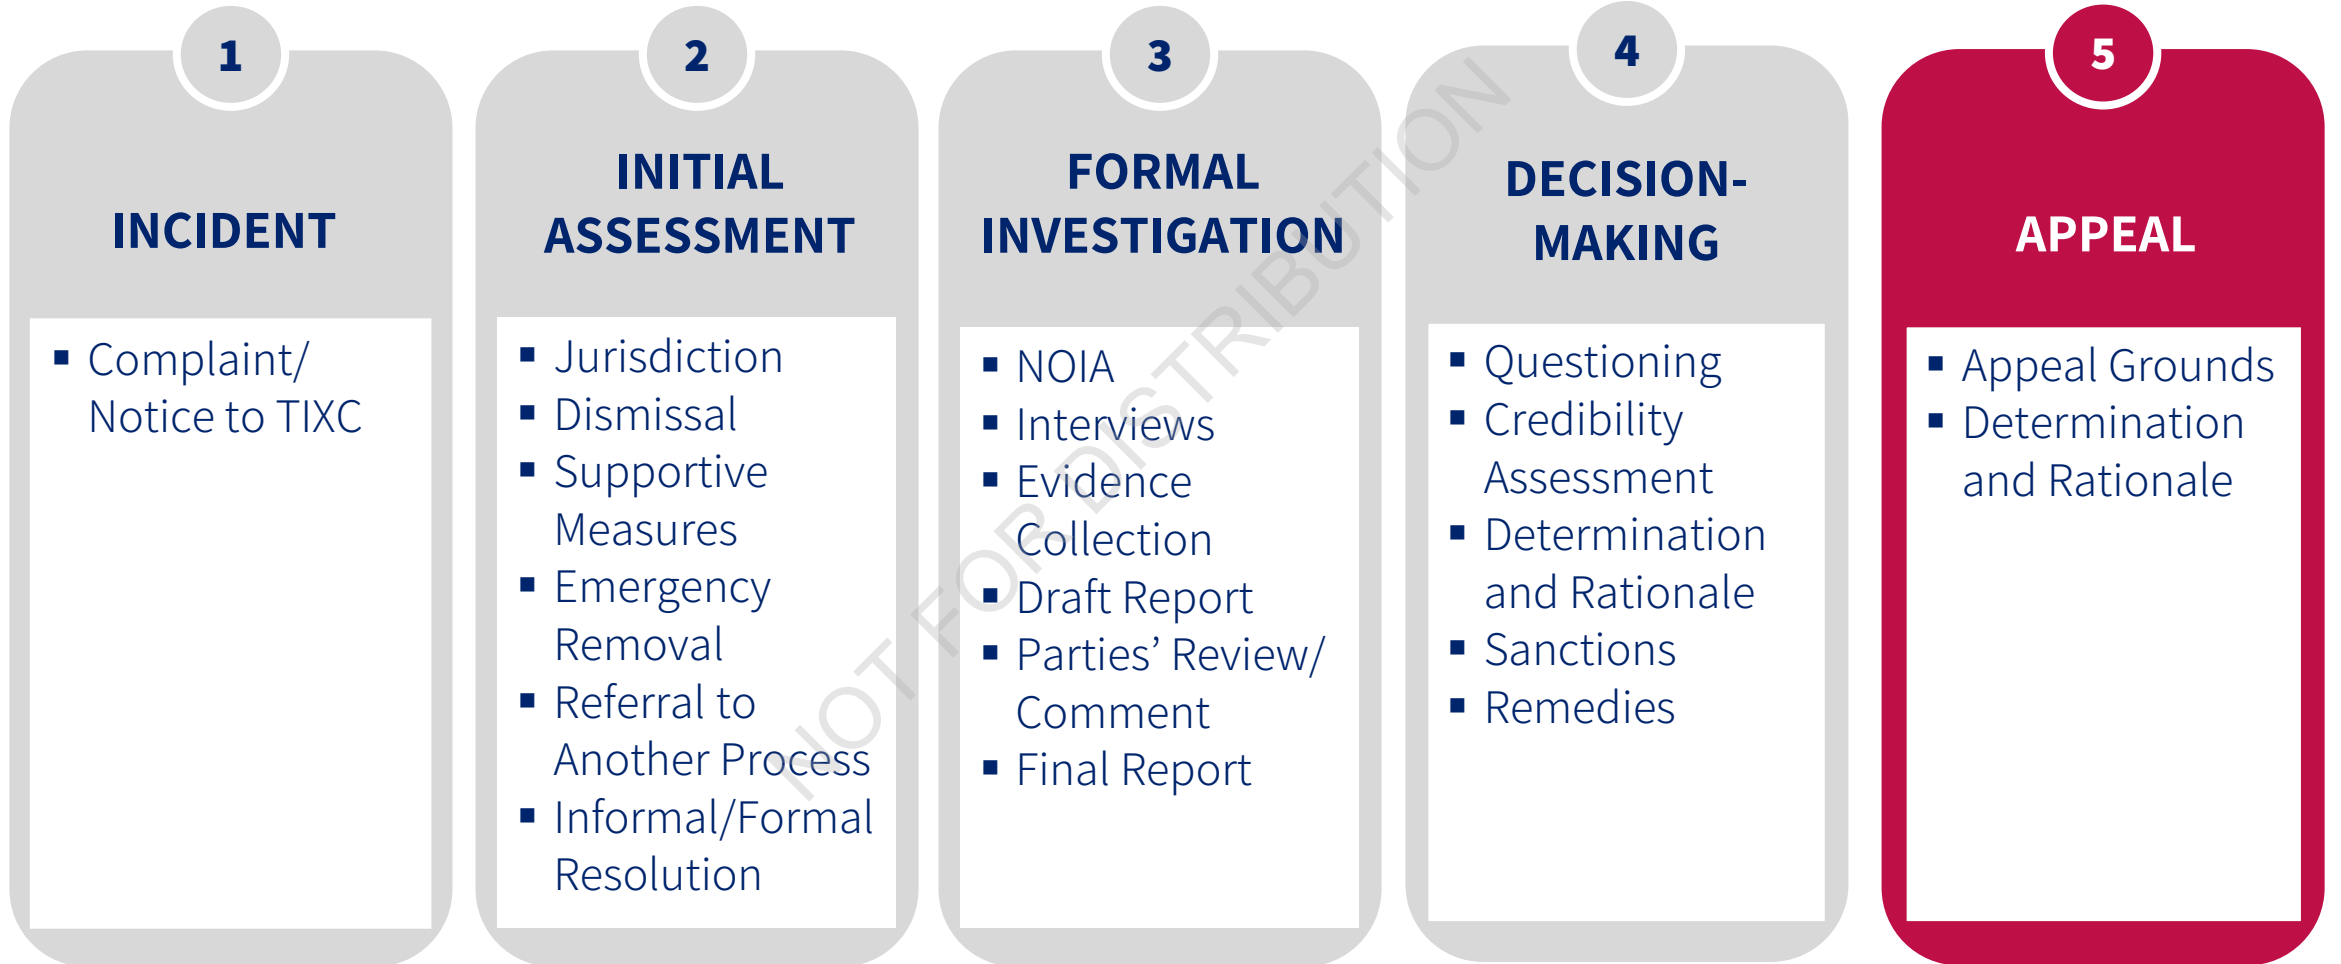 1
INCIDENT
▪ Complaint/
Notice to TIXC
2
INITIAL
ASSESSMENT
▪ Jurisdiction
▪ Dismissal
▪ Supportive
Measures
▪ Emergency
Removal
▪ Referral to
Another Process
▪ Informal/Formal
Resolution
3
FORMAL
INVESTIGATION
▪ NOIA
▪ Interviews
▪ Evidence
Collection
▪ Draft Report
▪ Parties’ Review/
Comment
▪ Final Report
4
DECISION-
MAKING
▪ Questioning
▪ Credibility
Assessment
▪ Determination
and Rationale
▪ Sanctions
▪ Remedies
5
APPEAL
▪ Appeal Grounds
▪ Determination
and Rationale
NOT FOR DISTRIBUTION